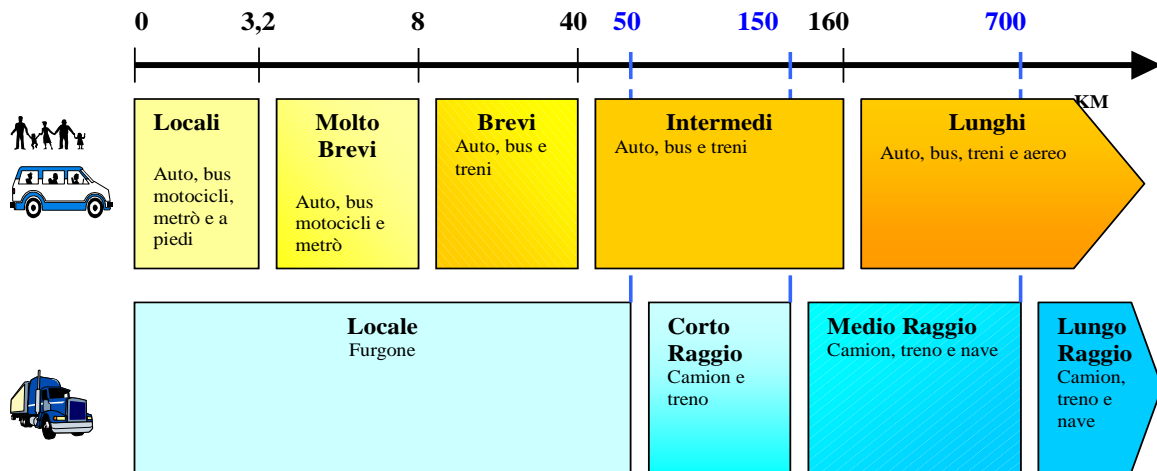 0 3,2 8 40 50 150 160 700
KM
Locali
Auto, bus
motocicli,
metrò e a
piedi
Molto
Brevi
Auto, bus
motocicli e
metrò
Brevi
Auto, bus e
treni
Intermedi
Auto, bus e treni
Lunghi
Auto, bus, treni e aereo
Locale
Furgone
Corto
Raggio
Camion e
treno
Medio Raggio
Camion, treno e nave
Lungo
Raggio
Camion,
treno e
nave